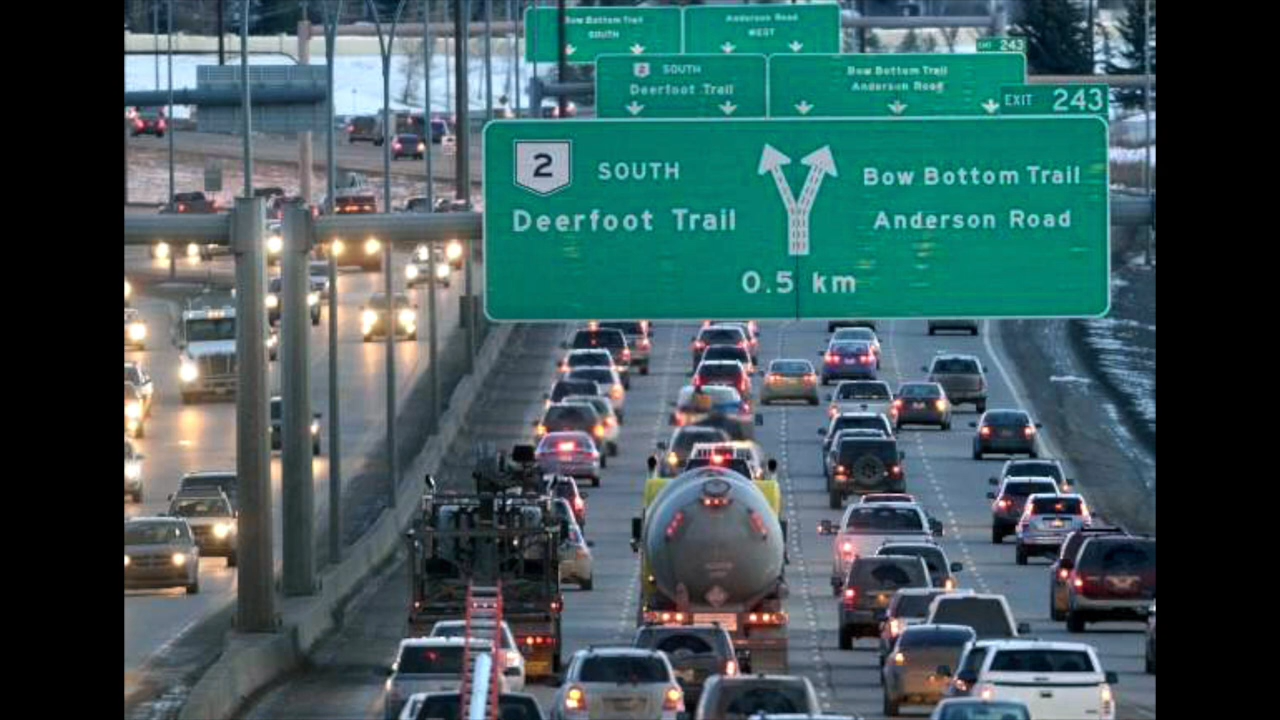 Bow Bottom Trail
SOUTH
Anderson Road
WEST
EXIT 243
2 SOUTH
Deerfoot Trail
Bow Bottom Trail
Anderson Road
EXIT 243
2 SOUTH
Deerfoot Trail
Bow Bottom Trail
Anderson Road
0.5 km